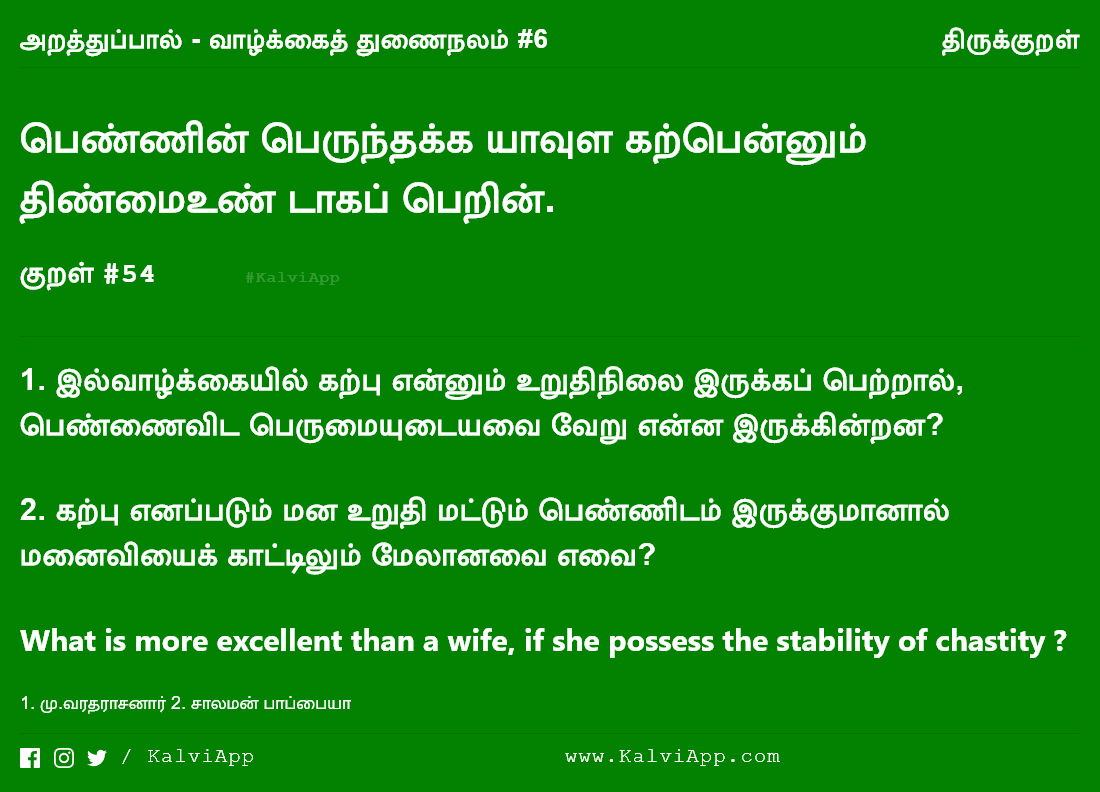 அறத்துப்பால் - வாழ்க்கைத் துணைநலம் #6 திருக்குறள்
பெண்ணின் பெருந்தக்க யாவுள கற்பென்னும்
திண்மைஉண் டாகப் பெறின்.
குறள் #54 #KalviApp
1. இல்வாழ்க்கையில் கற்பு என்னும் உறுதிநிலை இருக்கப் பெற்றால்,
பெண்ணைவிட பெருமையுடையவை வேறு என்ன இருக்கின்றன?
2. கற்பு எனப்படும் மன உறுதி மட்டும் பெண்ணிடம் இருக்குமானால்
மனைவியைக் காட்டிலும் மேலானவை எவை?
What is more excellent than a wife, if she possess the stability of chastity ?
1. மு.வரதராசனார் 2. சாலமன் பாப்பையா
/ KalviApp www.KalviApp.com